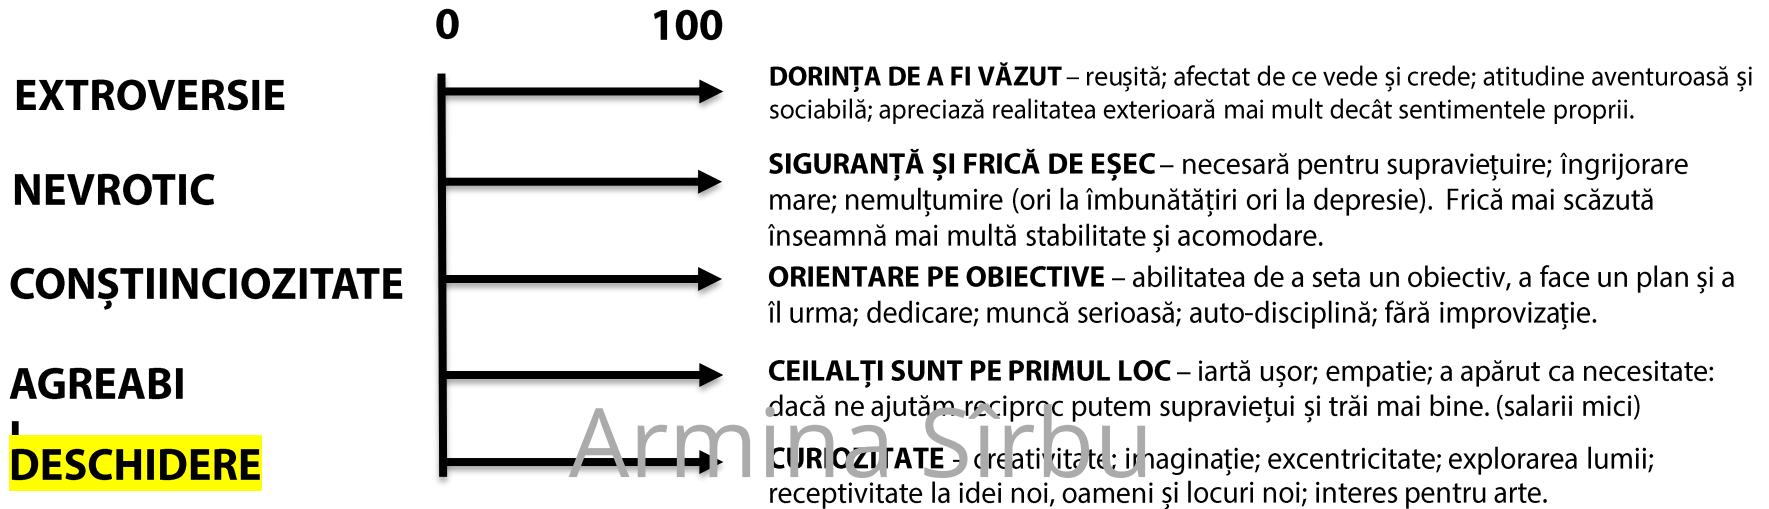 0 100
EXTROVERSIE
DORINȚA DE A FI VĂZUT – reușită; afectat de ce vede și crede; atitudine aventuroasă și
sociabilă; apreciază realitatea exterioară mai mult decât sentimentele proprii.
NEVROTIC
SIGURANȚĂ ȘI FRICĂ DE EȘEC – necesară pentru supraviețuire; îngrijorare
mare; nemulțumire (ori la îmbunătățiri ori la depresie). Frică mai scăzută
înseamnă mai multă stabilitate și acomodare.
CONȘTIINCIOZITATE
ORIENTARE PE OBIECTIVE – abilitatea de a seta un obiectiv, a face un plan și a
îl urma; dedicare; muncă serioasă; auto-disciplină; fără improvizație.
AGREABI
CEILALȚI SUNT PE PRIMUL LOC – iartă ușor; empatie; a apărut ca necesitate:
dacă ne ajutăm reciproc putem supraviețui și trăi mai bine. (salarii mici)
Armina Sîrbu
DESCHIDERE
CURIOZITATE - creativitate; imaginație; excentricitate; explorarea lumii;
receptivitate la idei noi, oameni și locuri noi; interes pentru arte.